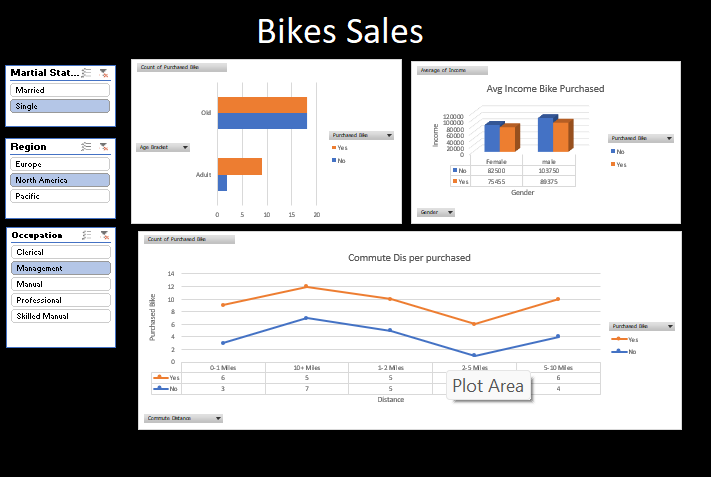 Bikes Sales
Martial Stat...
Married
Single
Region
Europe
North America
Pacific
Occupation
Clerical
Management
Manual
Professional
Skilled Manual
Count of Purchased Bike
Old
Age Bracket
Adult
0 5 10 15 20
Purchased Bike
Yes
No
Average of Income
Avg Income Bike Purchased
Income
120000
100000
80000
60000
40000
20000
0
Female male
No 82500 103750
Yes 75455 89375
Gender
Purchased Bike
No
Yes
Gender
Count of Purchased Bike
Commute Dis per purchased
Purchased Bike
14
12
10
8
6
4
2
0
0-1 Miles 10+ Miles 1-2 Miles 2-5 Miles 5-10 Miles
Yes 6 5 5 6
No 3 7 5 4
Distance
Plot Area
Purchased Bike
Yes
No
Commute Distance